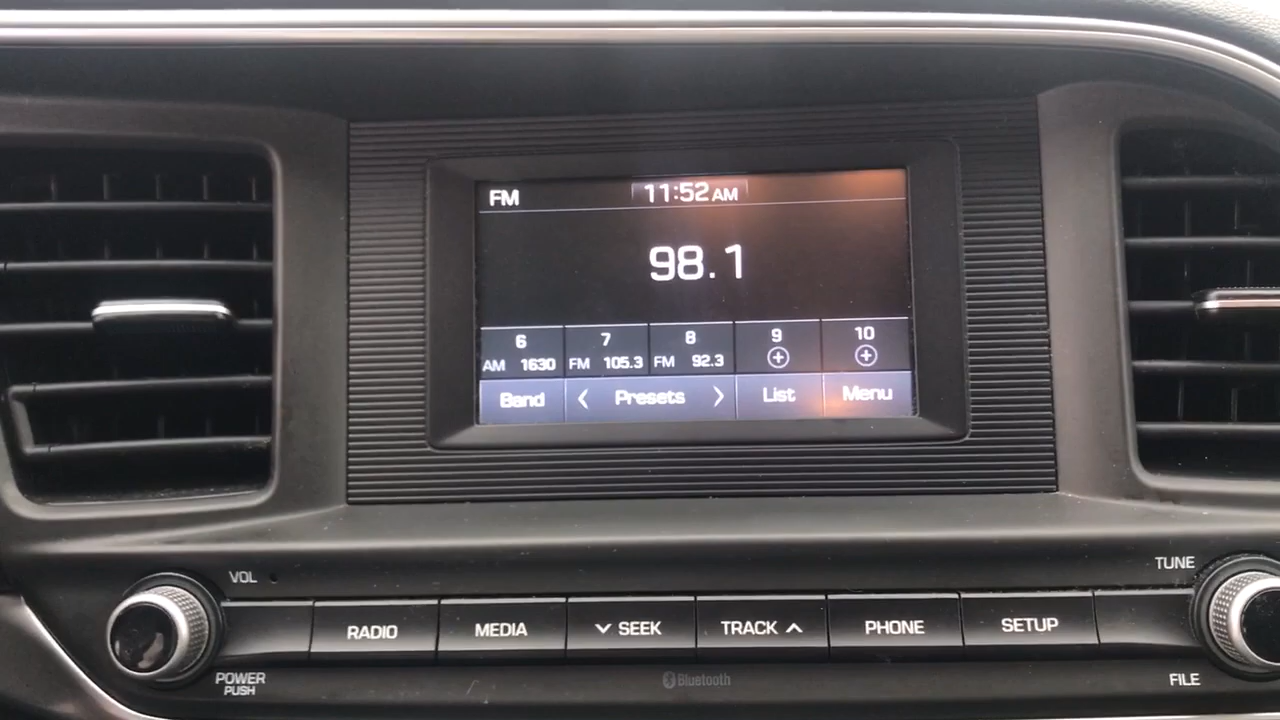 FM 11:52 AM
98.1
6 7 8 9 10
AM 1630 FM 105.3 FM 92.3
Band < Presets > List Menu
VOL TUNE
RADIO MEDIA SEEK TRACK PHONE SETUP
POWER
PUSH
Bluetooth
FILE